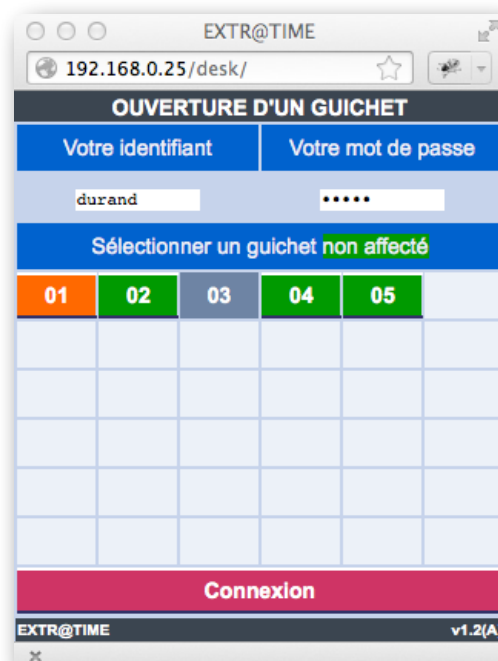 EXTR@TIME
192.168.0.25/desk/
OUVERTURE D'UN GUICHET
Votre identifiant Votre mot de passe
durand •••••
Sélectionner un guichet non affecté
01 02 03 04 05
Connexion
EXTR@TIME v1.2(A